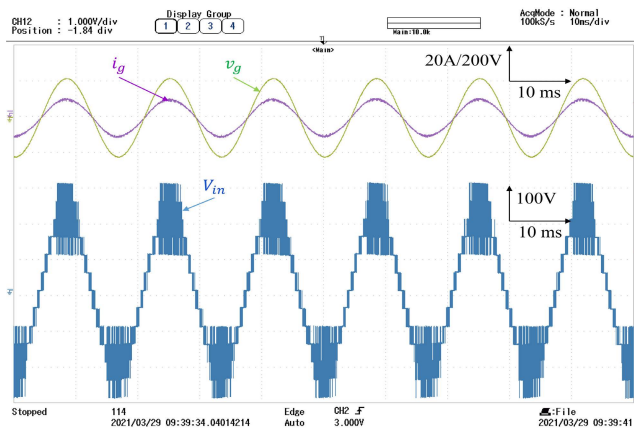 CH12 : 1.000V/div
Position : -1.84 div
Display Group
1 2 3 4
Main:10.0k
AcqMode : Normal
100kS/s 10ms/div
<Main>
i_g
v_g
20A/200V
10 ms
V_in
100V
10 ms
Stopped 114 Edge CH2 File
2021/03/29 09:39:34.04014214 Auto 3.000V 2021/03/29 09:39:41